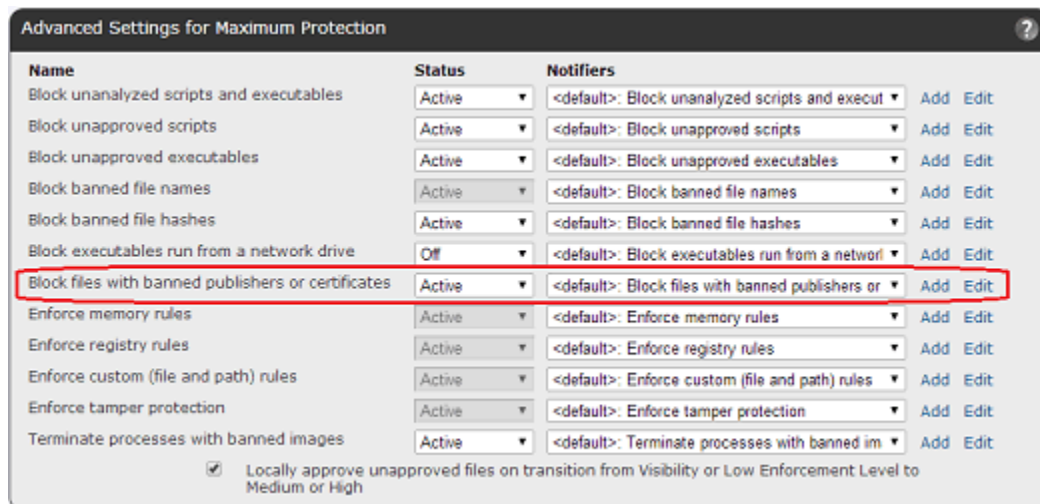 Advanced Settings for Maximum Protection ?
Name Status Notifiers
Block unanalyzed scripts and executables Active <default>: Block unanalyzed scripts and execut Add Edit
Block unapproved scripts Active <default>: Block unapproved scripts Add Edit
Block unapproved executables Active <default>: Block unapproved executables Add Edit
Block banned file names Active <default>: Block banned file names Add Edit
Block banned file hashes Active <default>: Block banned file hashes Add Edit
Block executables run from a network drive Off <default>: Block executables run from a networl Add Edit
Block files with banned publishers or certificates Active <default>: Block files with banned publishers or Add Edit
Enforce memory rules Active <default>: Enforce memory rules Add Edit
Enforce registry rules Active <default>: Enforce registry rules Add Edit
Enforce custom (file and path) rules Active <default>: Enforce custom (file and path) rules Add Edit
Enforce tamper protection Active <default>: Enforce tamper protection Add Edit
Terminate processes with banned images Active <default>: Terminate processes with banned im Add Edit
Locally approve unapproved files on transition from Visibility or Low Enforcement Level to
Medium or High